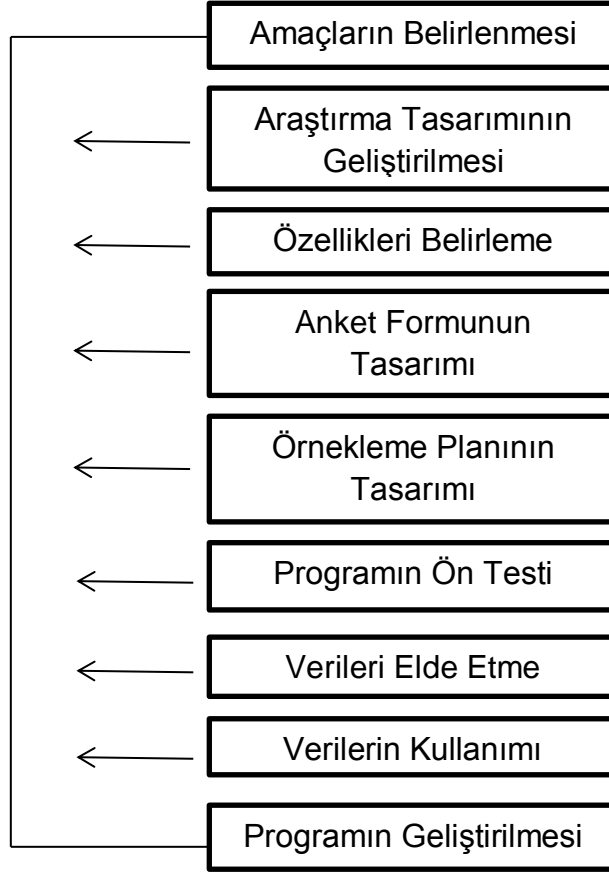 Amaçların Belirlenmesi
Araştırma Tasarımının
Geliştirilmesi
Özellikleri Belirleme
Anket Formunun
Tasarımı
Örnekleme Planının
Tasarımı
Programın Ön Testi
Verileri Elde Etme
Verilerin Kullanımı
Programın Geliştirilmesi